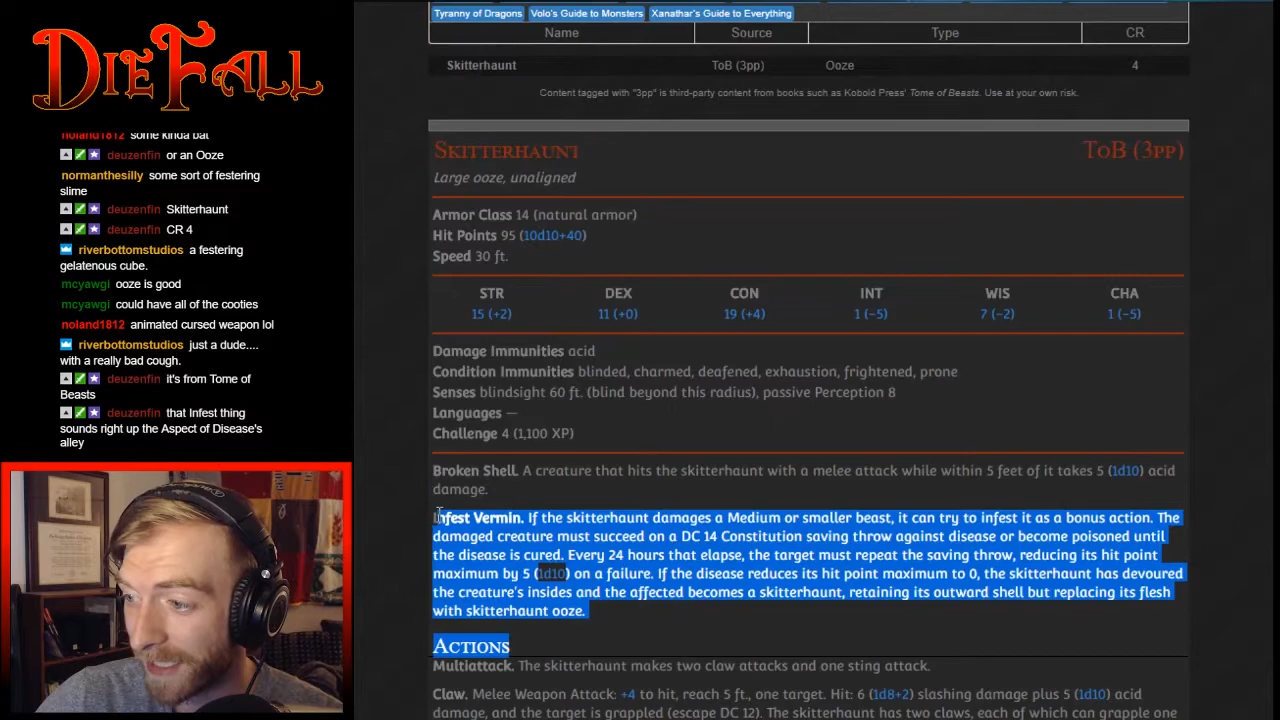 DIEFALL
noland1812 some kinda bat
deuzenfin or an Ooze
normanthesilly some sort of festering
slime
deuzenfin Skitterhaunt
deuzenfin CR 4
riverbottomstudios a festering
gelatenous cube.
mcyawgi ooze is good
mcyawgi could have all of the cooties
noland1812 animated cursed weapon lol
riverbottomstudios just a dude....
with a really bad cough.
deuzenfin it's from Tome of
Beasts
deuzenfin that Infest thing
sounds right up the Aspect of Disease's
alley
Tyranny of Dragons Volo's Guide to Monsters Xanathar's Guide to Everything
Name Source Type CR
Skitterhaunt ToB (3pp) Ooze 4
Content tagged with "3pp" is third-party content from books such as Kobold Press' Tome of Beasts. Use at your own risk.
Skitterhaunt ToB (3pp)
Large ooze, unaligned
Armor Class 14 (natural armor)
Hit Points 95 (10d10+40)
Speed 30 ft.
STR DEX CON INT WIS CHA
15 (+2) 11 (+0) 19 (+4) 1 (−5) 7 (−2) 1 (−5)
Damage Immunities acid
Condition Immunities blinded, charmed, deafened, exhaustion, frightened, prone
Senses blindsight 60 ft. (blind beyond this radius), passive Perception 8
Languages —
Challenge 4 (1,100 XP)
Broken Shell. A creature that hits the skitterhaunt with a melee attack while within 5 feet of it takes 5 (1d10) acid
damage.
Infest Vermin. If the skitterhaunt damages a Medium or smaller beast, it can try to infest it as a bonus action. The
damaged creature must succeed on a DC 14 Constitution saving throw against disease or become poisoned until
the disease is cured. Every 24 hours that elapse, the target must repeat the saving throw, reducing its hit point
maximum by 5 (1d10) on a failure. If the disease reduces its hit point maximum to 0, the skitterhaunt has devoured
the creature's insides and the affected becomes a skitterhaunt, retaining its outward shell but replacing its flesh
with skitterhaunt ooze.
Actions
Multiattack. The skitterhaunt makes two claw attacks and one sting attack.
Claw. Melee Weapon Attack: +4 to hit, reach 5 ft., one target. Hit: 6 (1d8+2) slashing damage plus 5 (1d10) acid
damage, and the target is grappled (escape DC 12). The skitterhaunt has two claws, each of which can grapple one